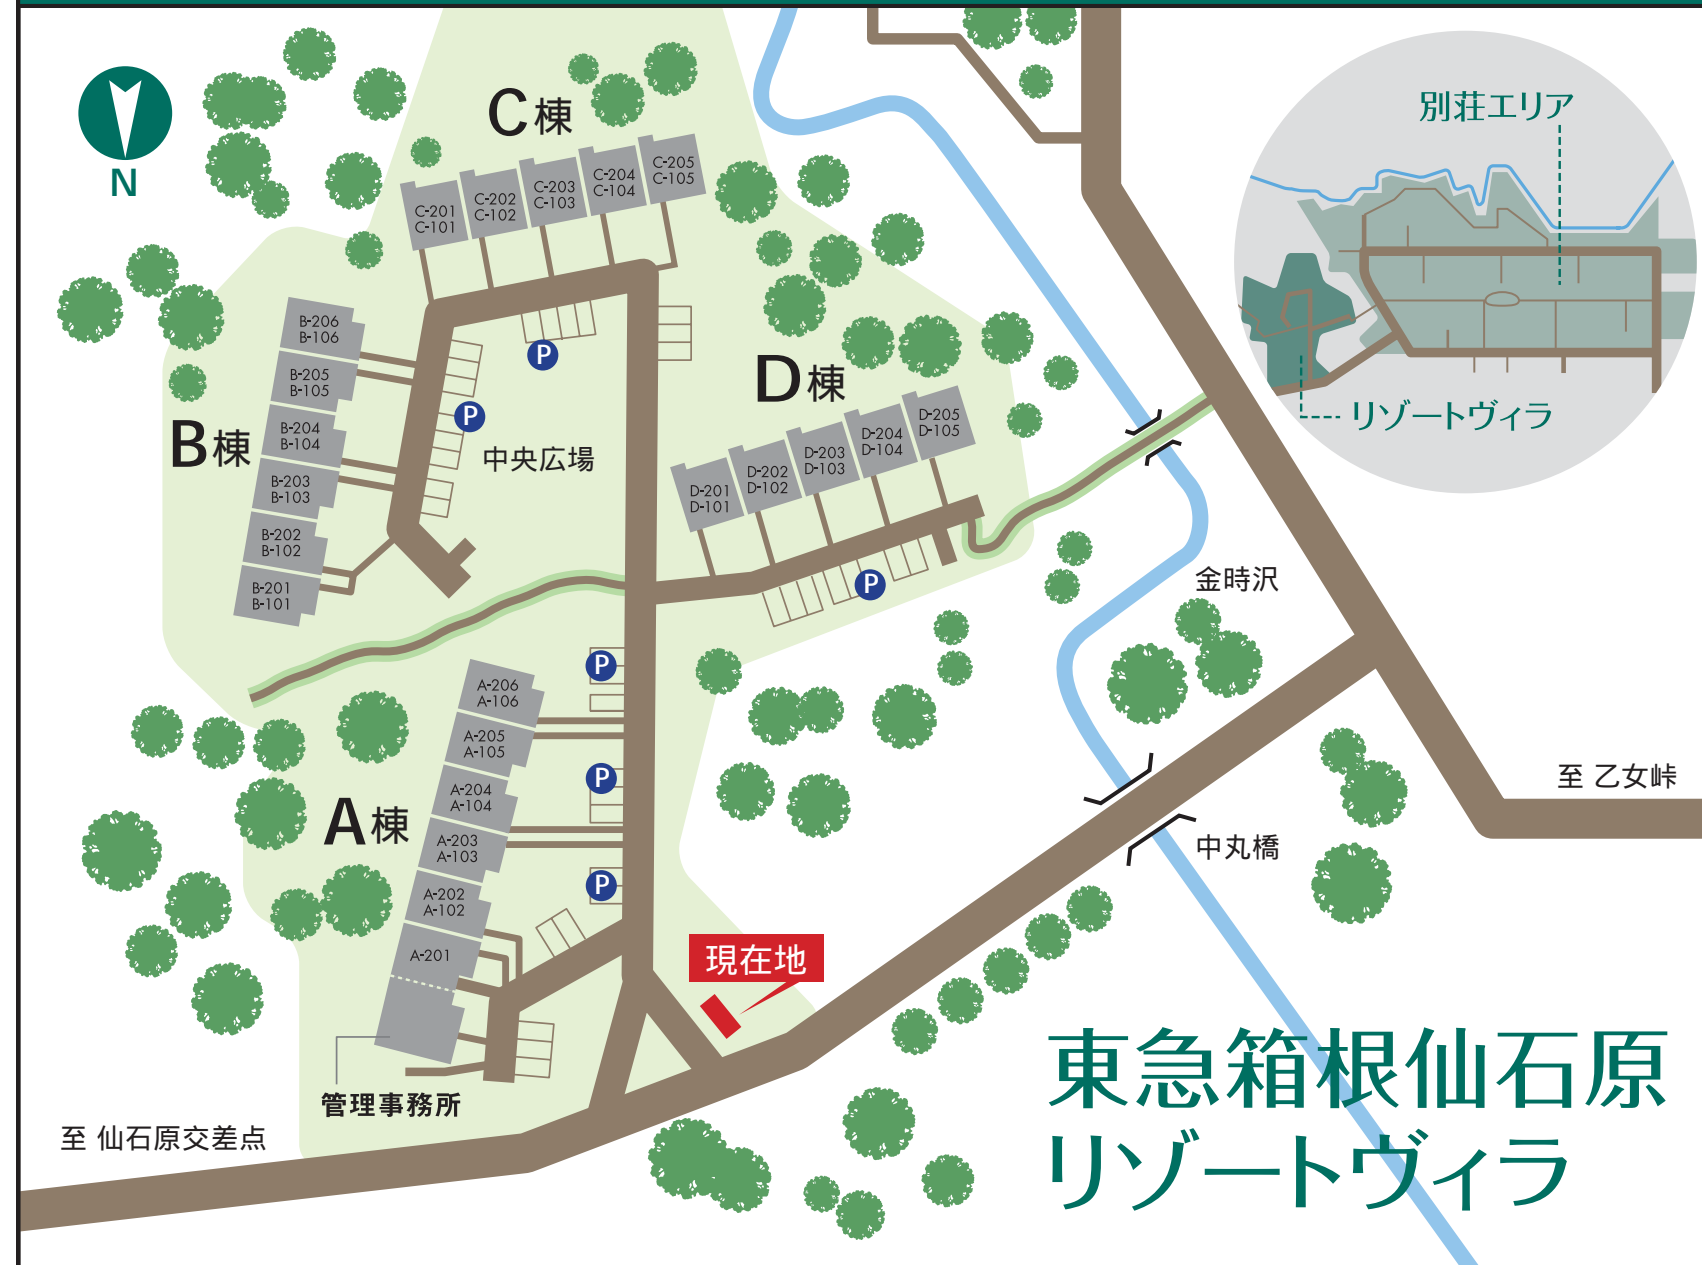 N
C棟
C-201
C-101
C-202
C-102
C-203
C-103
C-204
C-104
C-205
C-105
別荘エリア
リゾートヴィラ
B棟
B-206
B-106
B-205
B-105
B-204
B-104
B-203
B-103
B-202
B-102
B-201
B-101
P
P
中央広場
D棟
D-201
D-101
D-202
D-102
D-203
D-103
D-204
D-104
D-205
D-105
P
金時沢
A棟
A-206
A-106
A-205
A-105
A-204
A-104
A-203
A-103
A-202
A-102
A-201
P
P
P
至 乙女峠
中丸橋
現在地
管理事務所
至 仙石原交差点
東急箱根仙石原
リゾートヴィラ